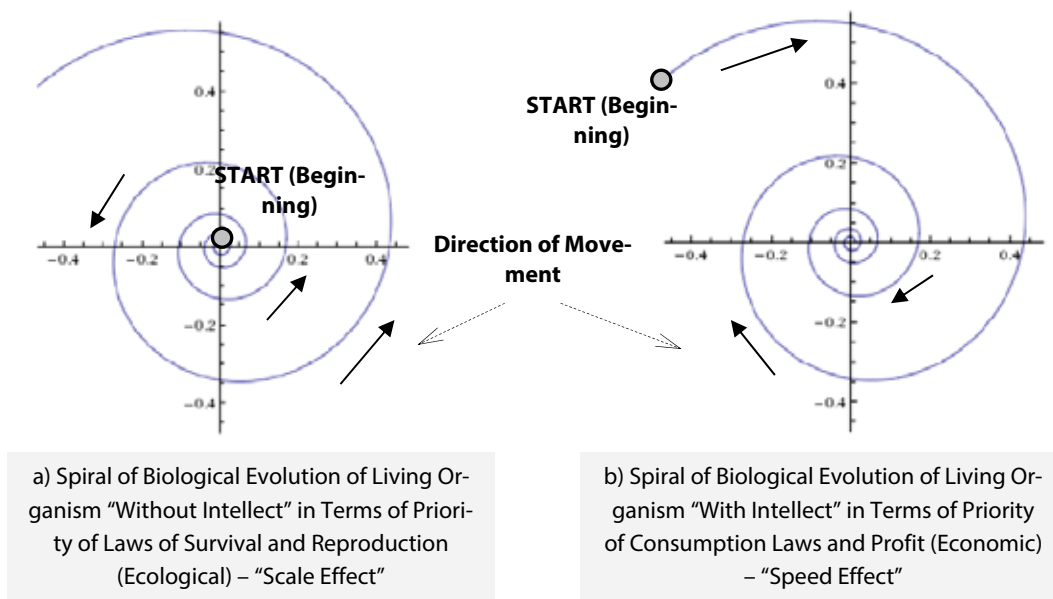 0.4
0.2
START (Begin-
ning)
−0.4
−0.2
0.2
0.4
−0.2
−0.4
START (Begin-
ning)
0.4
0.2
−0.4
−0.2
0.2
0.4
−0.2
−0.4
Direction of Move-
ment
a) Spiral of Biological Evolution of Living Or-
ganism “Without Intellect” in Terms of Priori-
ty of Laws of Survival and Reproduction
(Ecological) – “Scale Effect”
b) Spiral of Biological Evolution of Living Or-
ganism “With Intellect” in Terms of Priority
of Consumption Laws and Profit (Economic)
– “Speed Effect”